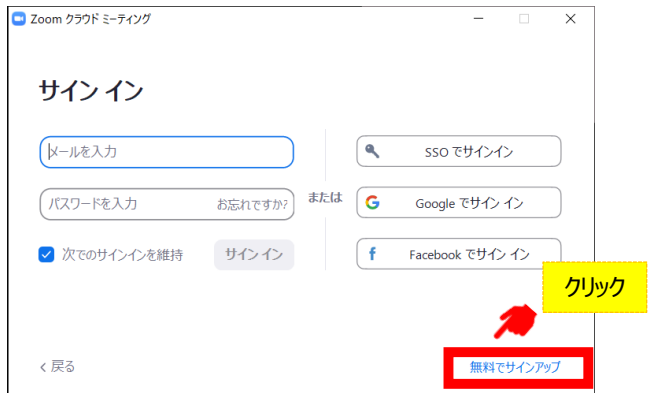 Zoom クラウド ミーティング
サイン イン
メールを入力
パスワードを入力 お忘れですか?
次でのサインインを維持 サイン イン
または
SSO でサインイン
Google でサイン イン
Facebook でサイン イン
クリック
< 戻る
無料でサインアップ